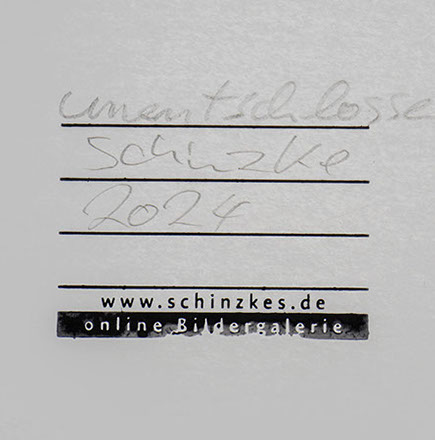 unentschlosse
Schinzke
2024
www.schinzkes.de
online Bildergalerie